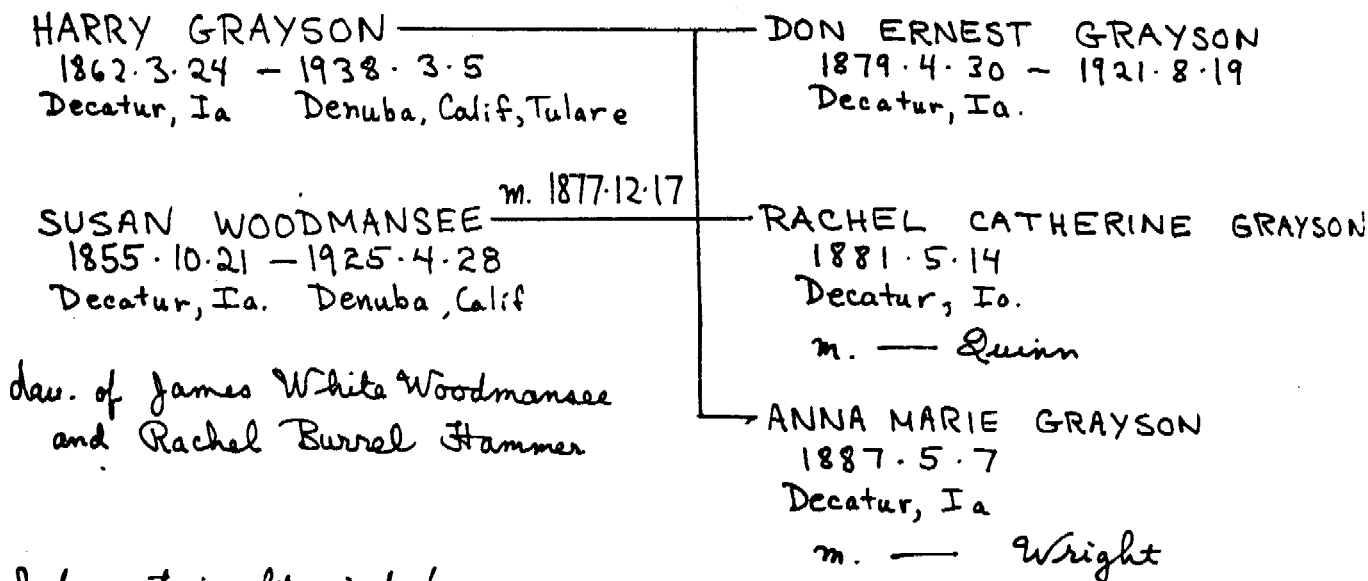 HARRY GRAYSON
1862.3.24 - 1938.3.5
Decatur, Ia Denuba, Calif, Tulare
m. 1877.12.17
SUSAN WOODMANSEE
1855.10.21 - 1925.4.28
Decatur, Ia. Denuba, Calif
dau. of James White Woodmansee
and Rachel Burrel Hammer
DON ERNEST GRAYSON
1879.4.30 - 1921.8.19
Decatur, Ia.
RACHEL CATHERINE GRAYSON
1881.5.14
Decatur, Io.
m. — Quinn
ANNA MARIE GRAYSON
1887.5.7
Decatur, Ia
m. — Wright